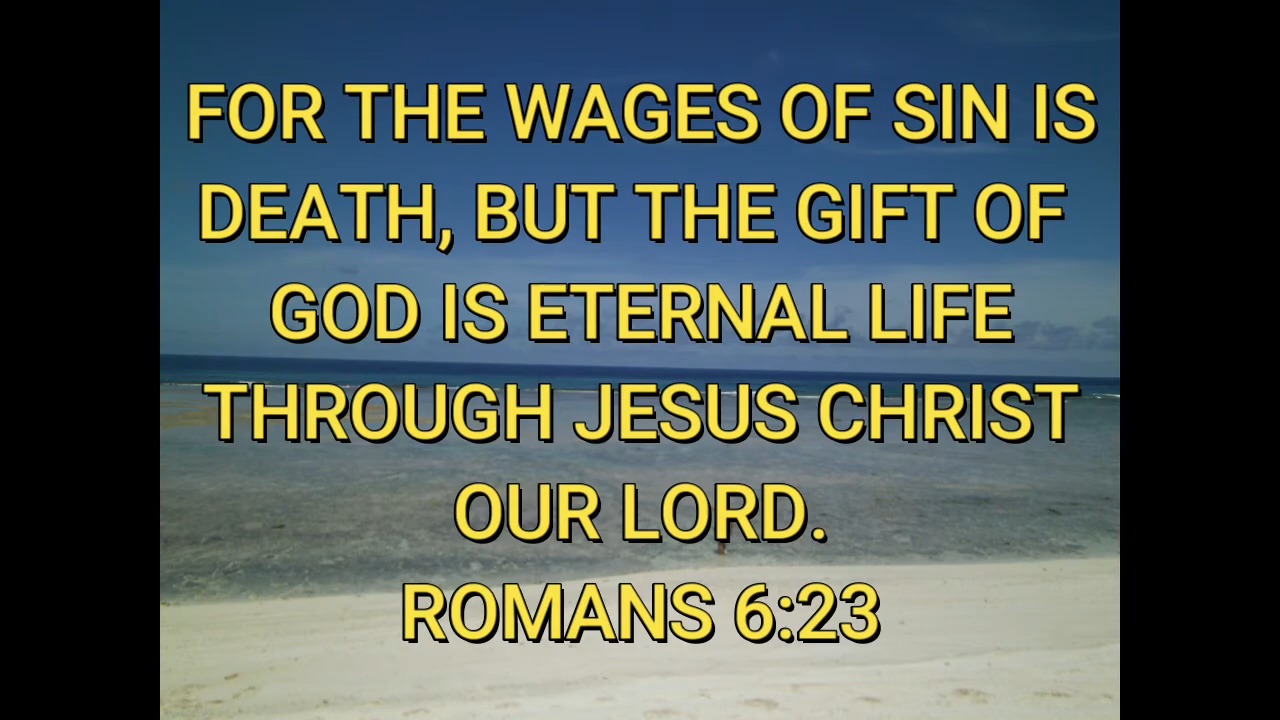 FOR THE WAGES OF SIN IS
DEATH, BUT THE GIFT OF
GOD IS ETERNAL LIFE
THROUGH JESUS CHRIST
OUR LORD.
ROMANS 6:23